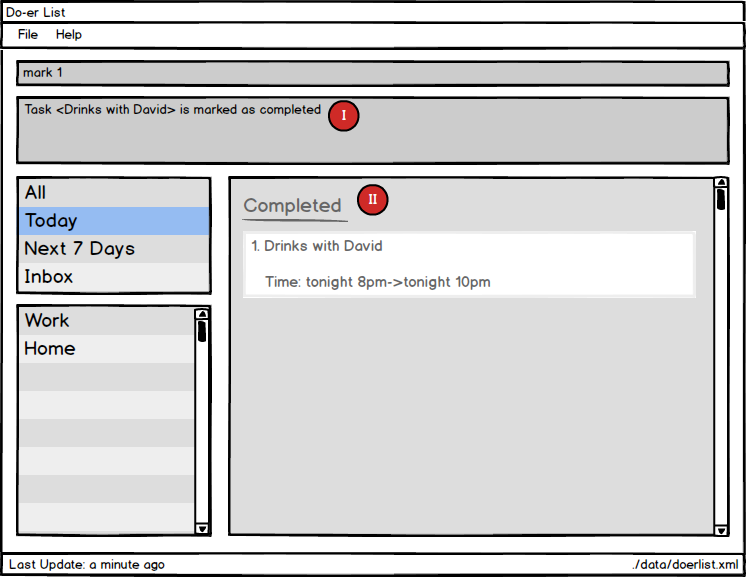 Do-er List
File Help
mark 1
Task <Drinks with David> is marked as completed I
All
Today
Next 7 Days
Inbox
Work
Home
Completed II
1. Drinks with David
Time: tonight 8pm->tonight 10pm
Last Update: a minute ago ./data/doerlist.xml